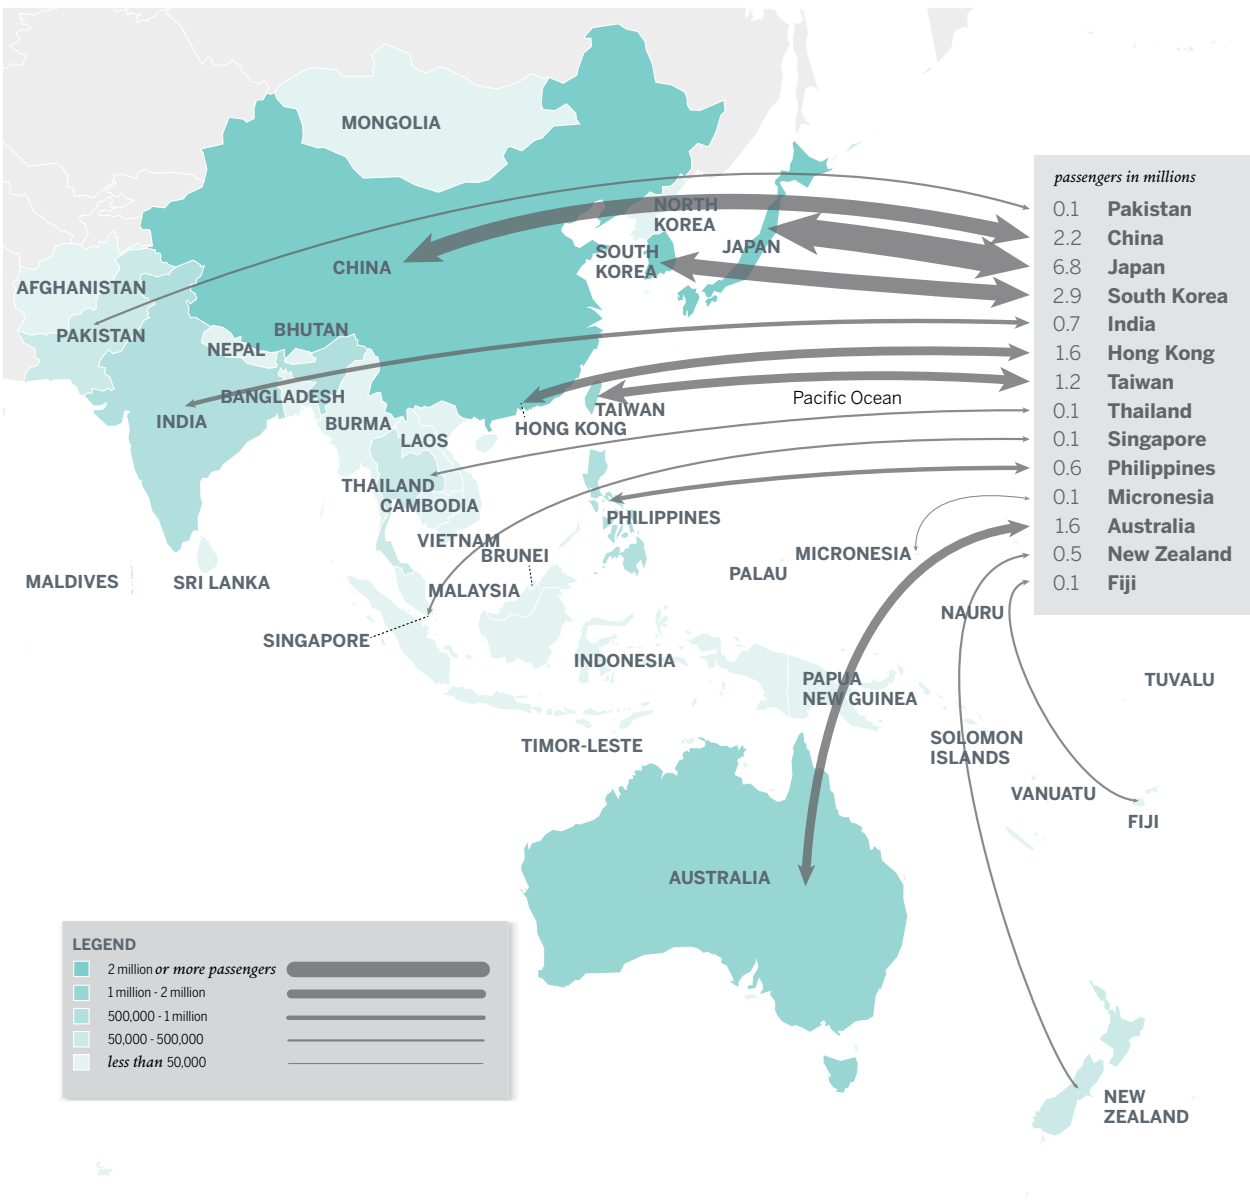 MONGOLIA
passengers in millions
0.1 Pakistan
2.2 China
6.8 Japan
2.9 South Korea
0.7 India
1.6 Hong Kong
1.2 Taiwan
0.1 Thailand
0.1 Singapore
0.6 Philippines
0.1 Micronesia
1.6 Australia
0.5 New Zealand
0.1 Fiji
NORTH
KOREA
JAPAN
SOUTH
KOREA
CHINA
AFGHANISTAN
PAKISTAN
BHUTAN
NEPAL
BANGLADESH
INDIA
BURMA
LAOS
TAIWAN
HONG KONG
Pacific Ocean
THAILAND
CAMBODIA
VIETNAM
BRUNEI
PHILIPPINES
MICRONESIA
PALAU
MALDIVES
SRI LANKA
MALAYSIA
SINGAPORE
NAURU
INDONESIA
PAPUA
NEW GUINEA
TUVALU
SOLOMON
ISLANDS
TIMOR-LESTE
VANUATU
FIJI
AUSTRALIA
NEW
ZEALAND
LEGEND
2 million or more passengers
1 million - 2 million
500,000 - 1 million
50,000 - 500,000
less than 50,000